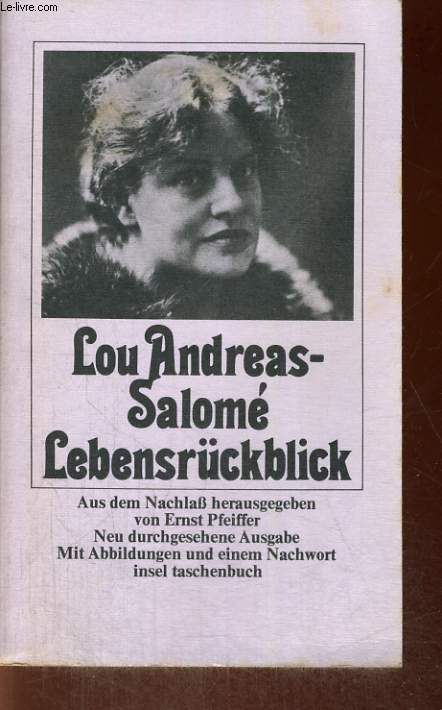 Le-livre.com
Lou Andreas-
Salomé
Lebensrückblick
Aus dem Nachlaß herausgegeben
von Ernst Pfeiffer
Neu durchgesehene Ausgabe
Mit Abbildungen und einem Nachwort
insel taschenbuch